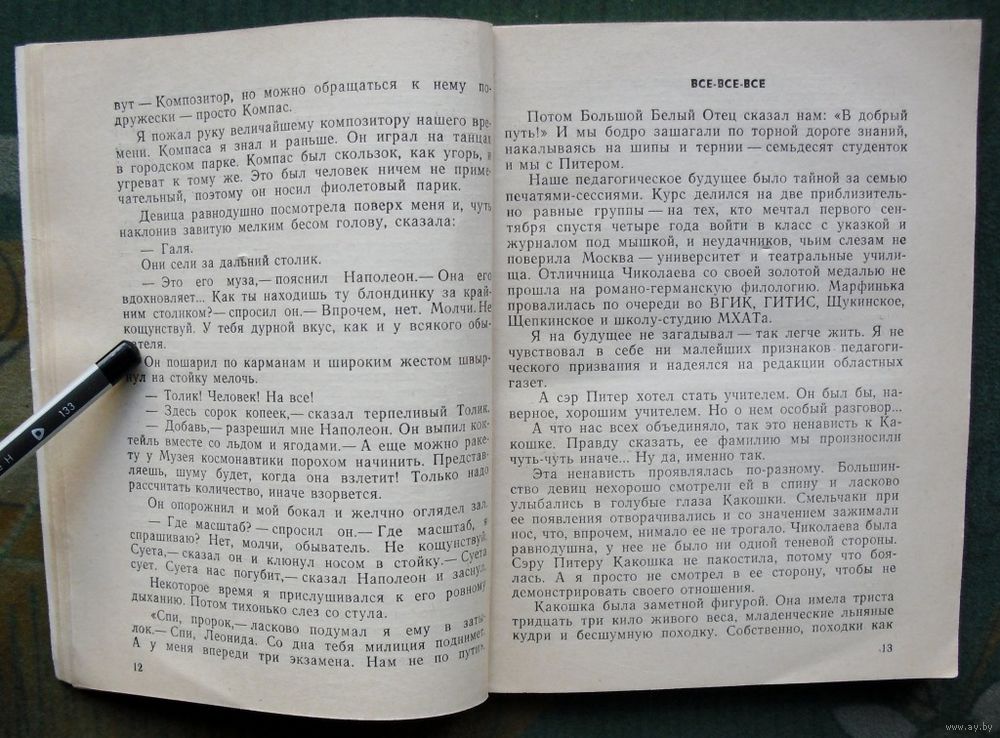 вут — Композитор, но можно обращаться к нему по-
дружески — просто Компас.
Я пожал руку величайшему композитору нашего вре-
мени. Компаса я знал и раньше. Он играл на танцах
в городском парке. Компас был скользок, как угорь, и
угреват к тому же. Это был человек ничем не приме-
чательный, поэтому он носил фиолетовый парик.
Девица равнодушно посмотрела поверх меня и, чуть
наклонив завитую мелким бесом голову, сказала:
— Галя.
Они сели за дальний столик.
— Это его муза,— пояснил Наполеон.— Она его
вдохновляет... Как ты находишь ту блондинку за край-
ним столиком?— спросил он.— Впрочем, нет. Молчи. Не
кощунствуй. У тебя дурной вкус, как и у всякого обы-
вателя.
Он пошарил по карманам и широким жестом швыр-
нул на стойку мелочь.
— Толик! Человек! На все!
— Здесь сорок копеек,— сказал терпеливый Толик.
— Добавь,— разрешил мне Наполеон. Он выпил кок-
тейль вместе со льдом и ягодами.— А еще можно раке-
ту у Музея космонавтики порохом начинить. Представ-
ляешь, шуму будет, когда она взлетит! Только надо
рассчитать количество, иначе взорвется.
Он опорожнил и мой бокал и желчно оглядел зал.
— Где масштаб?— спросил он.— Где масштаб, я
спрашиваю? Нет, молчи, обыватель. Не кощунствуй.
Суета,— сказал он и клюнул носом в стойку.— Суета
сует. Суета нас погубит,— сказал Наполеон и заснул.
Некоторое время я прислушивался к его ровному
дыханию. Потом тихонько слез со стула.
«Спи, пророк,— ласково подумал я ему в заты-
лок.— Спи, Леонида. Со дна тебя милиция поднимет.
А у меня впереди три экзамена. Нам не по пути».
12
ВСЕ-ВСЕ-ВСЕ
Потом Большой Белый Отец сказал нам: «В добрый
путь!» И мы бодро зашагали по торной дороге знаний,
накалываясь на шипы и тернии — семьдесят студенток
и мы с Питером.
Наше педагогическое будущее было тайной за семью
печатями-сессиями. Курс делился на две приблизитель-
но равные группы — на тех, кто мечтал первого сен-
тября спустя четыре года войти в класс с указкой и
журналом под мышкой, и неудачников, чьим слезам не
поверила Москва — университет и театральные учили-
ща. Отличница Чиколаева со своей золотой медалью не
прошла на романо-германскую филологию. Марфинька
провалилась по очереди во ВГИК, ГИТИС, Щукинское,
Щепкинское и школу-студию МХАТа.
Я на будущее не загадывал — так легче жить. Я не
чувствовал в себе ни малейших признаков педагоги-
ческого призвания и надеялся на редакции областных
газет.
А сэр Питер хотел стать учителем. Он был бы, на-
верное, хорошим учителем. Но о нем особый разговор...
А что нас всех объединяло, так это ненависть к Ка-
кошке. Правду сказать, ее фамилию мы произносили
чуть-чуть иначе... Ну да, именно так.
Эта ненависть проявлялась по-разному. Большин-
ство девиц нехорошо смотрели ей в спину и ласково
улыбались в голубые глаза Какошки. Смельчаки при
ее появлении отворачивались и со значением зажимали
нос, что, впрочем, нимало ее не трогало. Чиколаева была
равнодушна, у нее не было ни одной теневой стороны.
Сэру Питеру Какошка не пакостила, потому что боя-
лась. А я просто не смотрел в ее сторону, чтобы не
демонстрировать своего отношения.
Какошка была заметной фигурой. Она имела триста
тридцать три кило живого веса, младенческие льняные
кудри и бесшумную походку. Собственно, походки как
13
133
www.ay.by